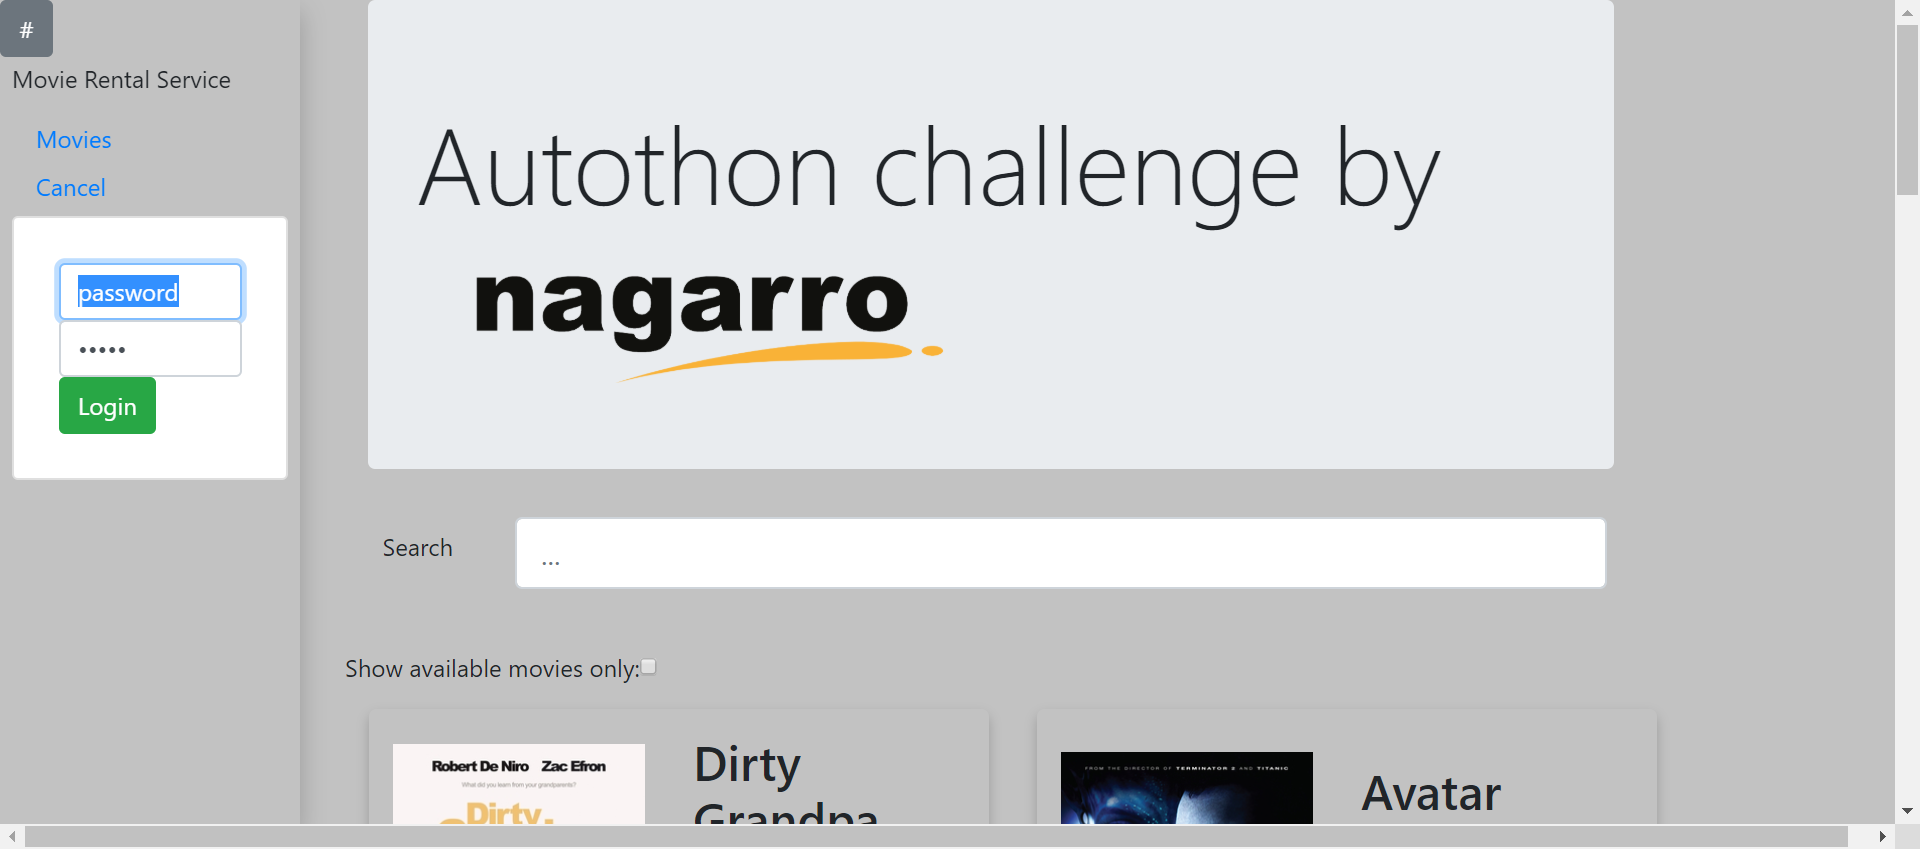 #
Movie Rental Service
Movies
Cancel
password
•••••
Login
Autothon challenge by
nagarro
Search
...
Show available movies only:
Robert De Niro Zac Efron
What did you learn from your grandparents?
Dirty
Dirty
Grandpa
FROM THE DIRECTOR OF TERMINATOR 2 AND TITANIC
Avatar